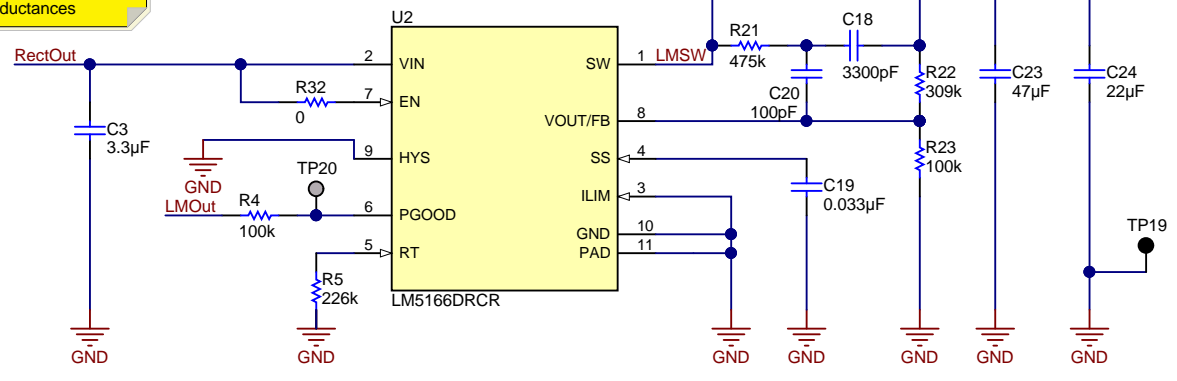 ductances
U2
RectOut
2
VIN
R32
0
7
EN
C3
3.3µF
9
HYS
GND
TP20
LMOut
R4
100k
6
PGOOD
5
RT
R5
226k
LM5166DRCR
SW
1
LMSW
R21
475k
C18
3300pF
C20
100pF
R22
309k
VOUT/FB
8
R23
100k
SS
4
C19
0.033µF
ILIM
3
GND
10
PAD
11
C23
47µF
C24
22µF
TP19
GND
GND
GND
GND
GND
GND
GND